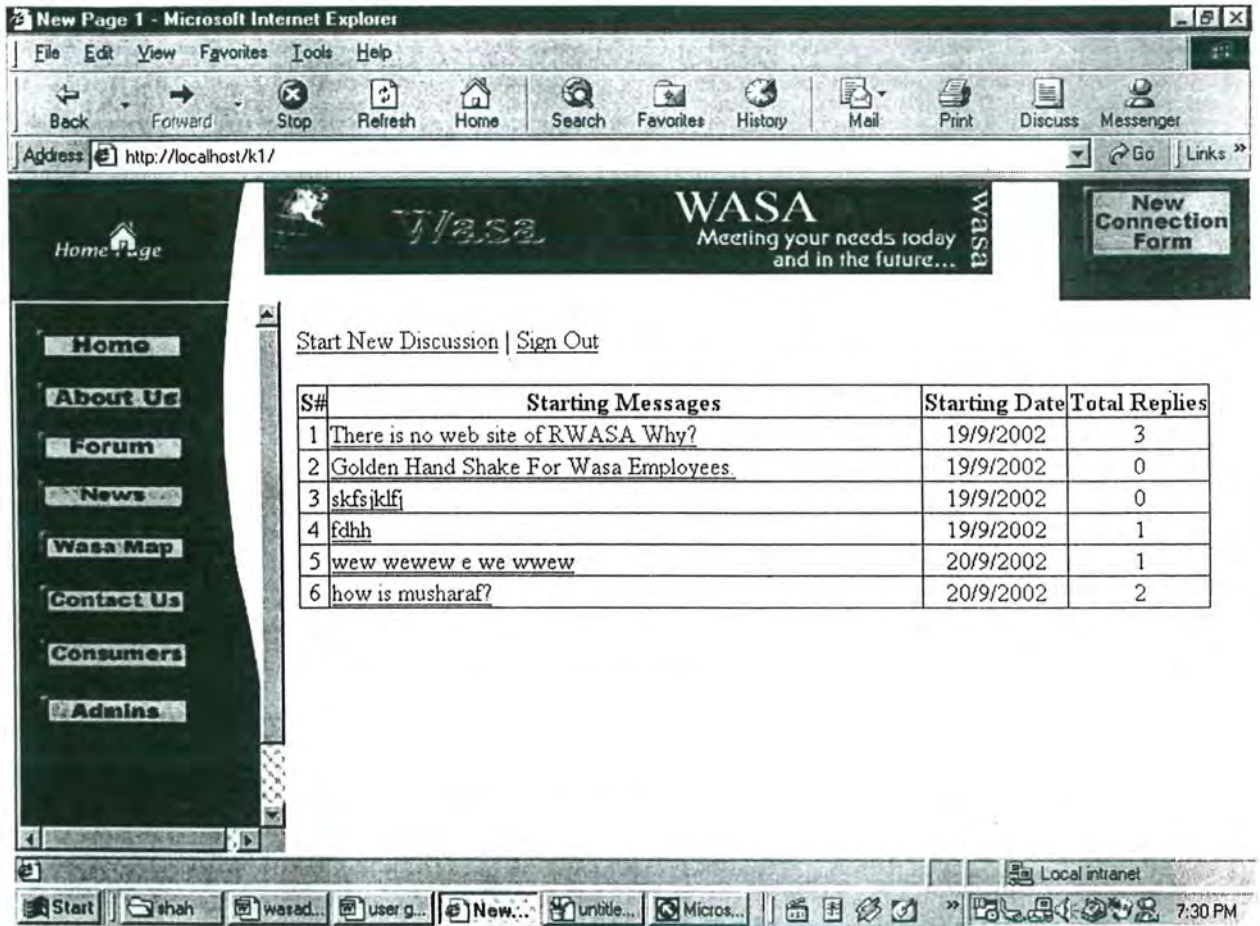 New Page 1 - Microsoft Internet Explorer
File Edit View Favorites Tools Help
Back Forward Stop Refresh Home Search Favorites History Mail Print Discuss Messenger
Address http://localhost/k1/ Go Links »
Home Page
Wasa
WASA
Meeting your needs today
and in the future...
wasa
New
Connection
Form
Home
About Us
Forum
News
Wasa Map
Contact Us
Consumers
Admins
Start New Discussion | Sign Out
S# Starting Messages Starting Date Total Replies
1 There is no web site of RWASA Why? 19/9/2002 3
2 Golden Hand Shake For Wasa Employees. 19/9/2002 0
3 skfsjklfj 19/9/2002 0
4 fdhh 19/9/2002 1
5 wew wewew e we wwew 20/9/2002 1
6 how is musharaf? 20/9/2002 2
Local intranet
Start shah wasad... user g... New... untitle... Micros... » 7:30 PM